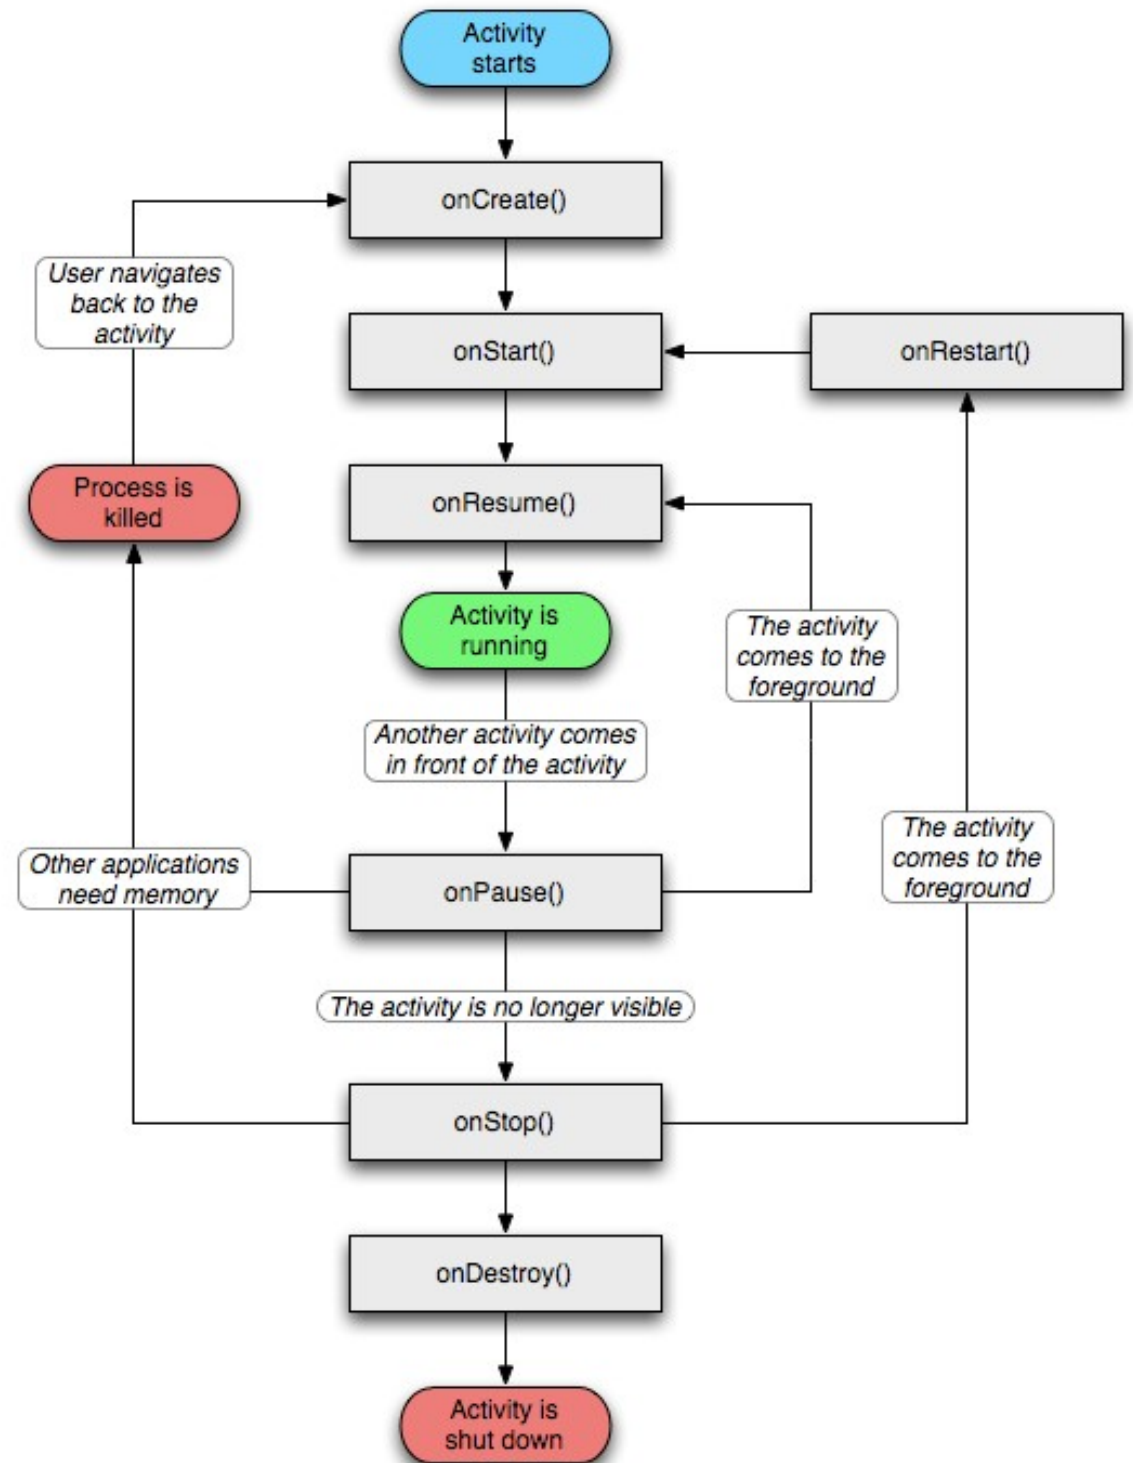 Activity
starts
onCreate()
User navigates
back to the
activity
onStart()
onRestart()
Process is
killed
onResume()
Activity is
running
The activity
comes to the
foreground
Another activity comes
in front of the activity
The activity
comes to the
foreground
Other applications
need memory
onPause()
The activity is no longer visible
onStop()
onDestroy()
Activity is
shut down